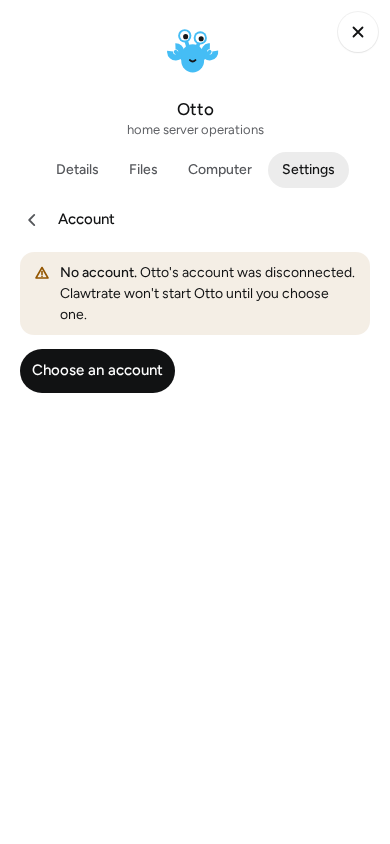 Otto
home server operations
Details Files Computer Settings
Account
No account. Otto's account was disconnected.
Clawtrate won't start Otto until you choose
one.
Choose an account